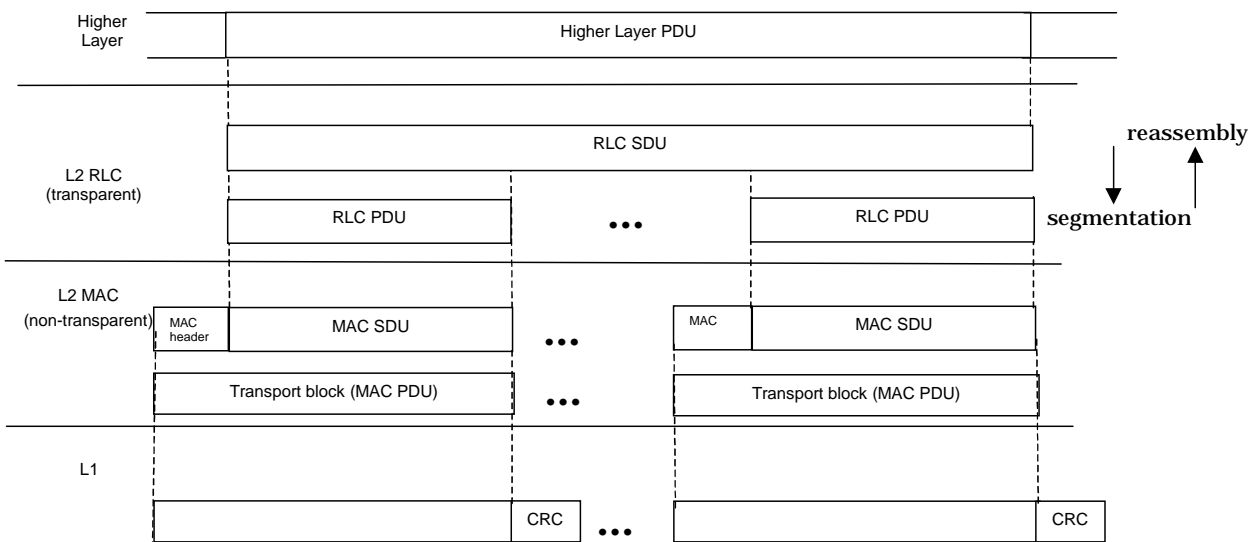 Higher
Layer
Higher Layer PDU
RLC SDU
reassembly
L2 RLC
(transparent)
RLC PDU
•••
RLC PDU
segmentation
L2 MAC
(non-transparent)
MAC
header
MAC SDU
•••
MAC
MAC SDU
Transport block (MAC PDU)
•••
Transport block (MAC PDU)
L1
CRC
•••
CRC